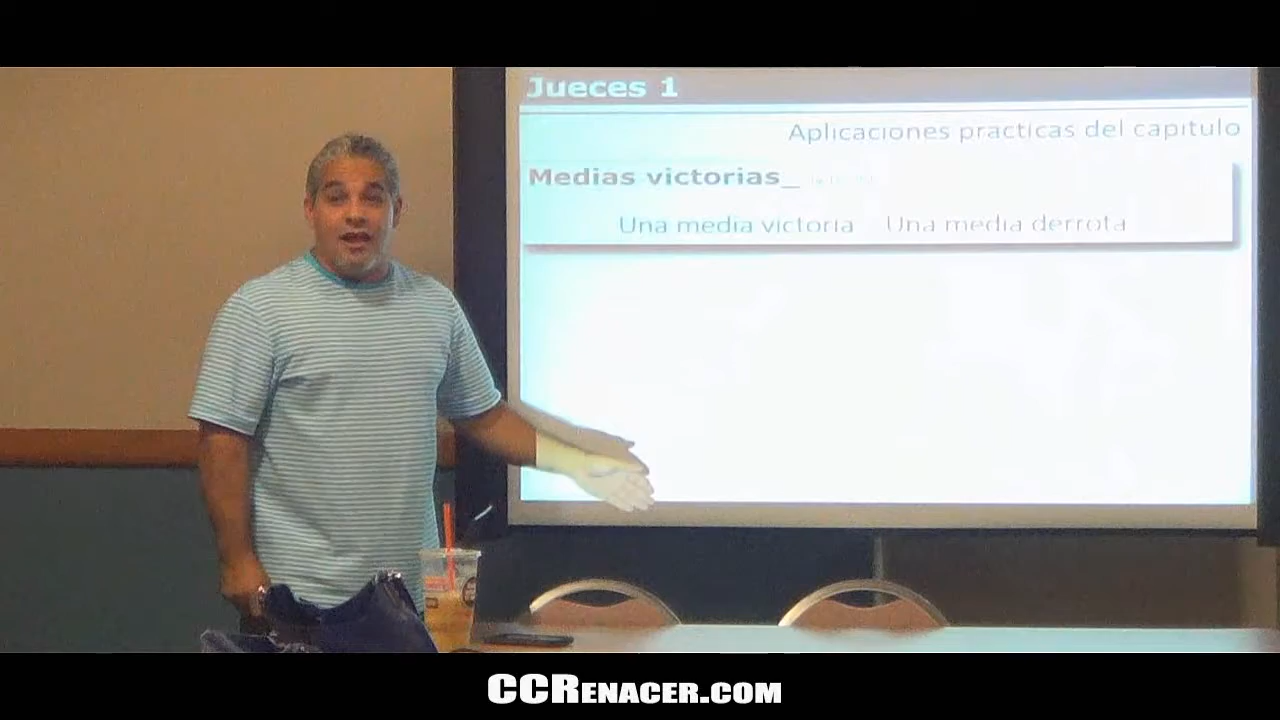 Jueces 1
Aplicaciones practicas del capitulo
Medias victorias_
Una media victoria Una media derrota
CCRENACER.COM